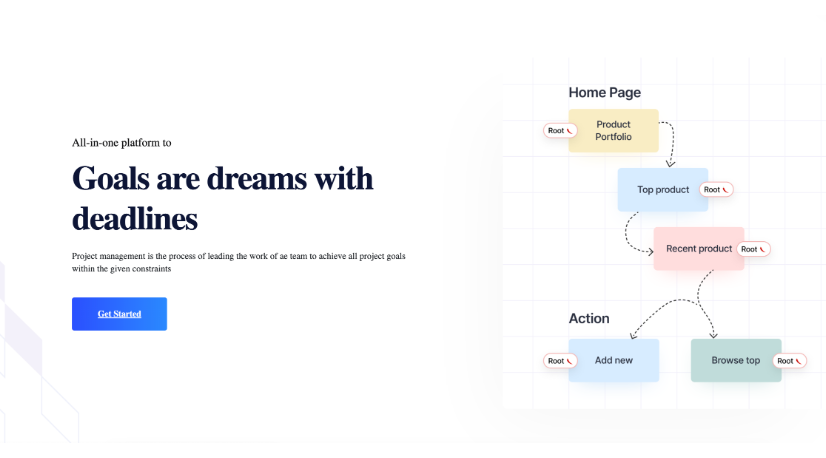 All-in-one platform to
Goals are dreams with
deadlines
Project management is the process of leading the work of ae team to achieve all project goals
within the given constraints
Get Started
Home Page
Root
Product
Portfolio
Top product
Root
Recent product
Root
Action
Root
Add new
Browse top
Root